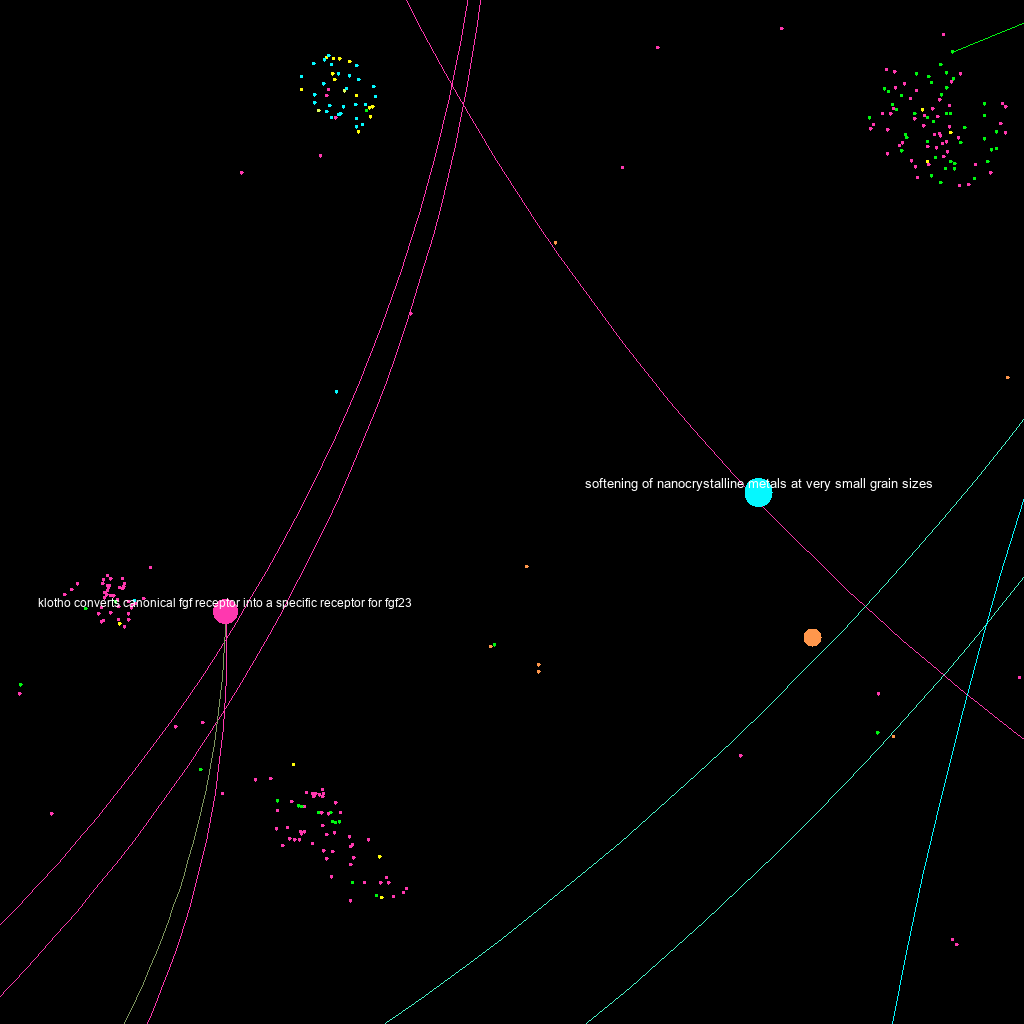 softening of nanocrystalline metals at very small grain sizes
klotho converts canonical fgf receptor into a specific receptor for fgf23